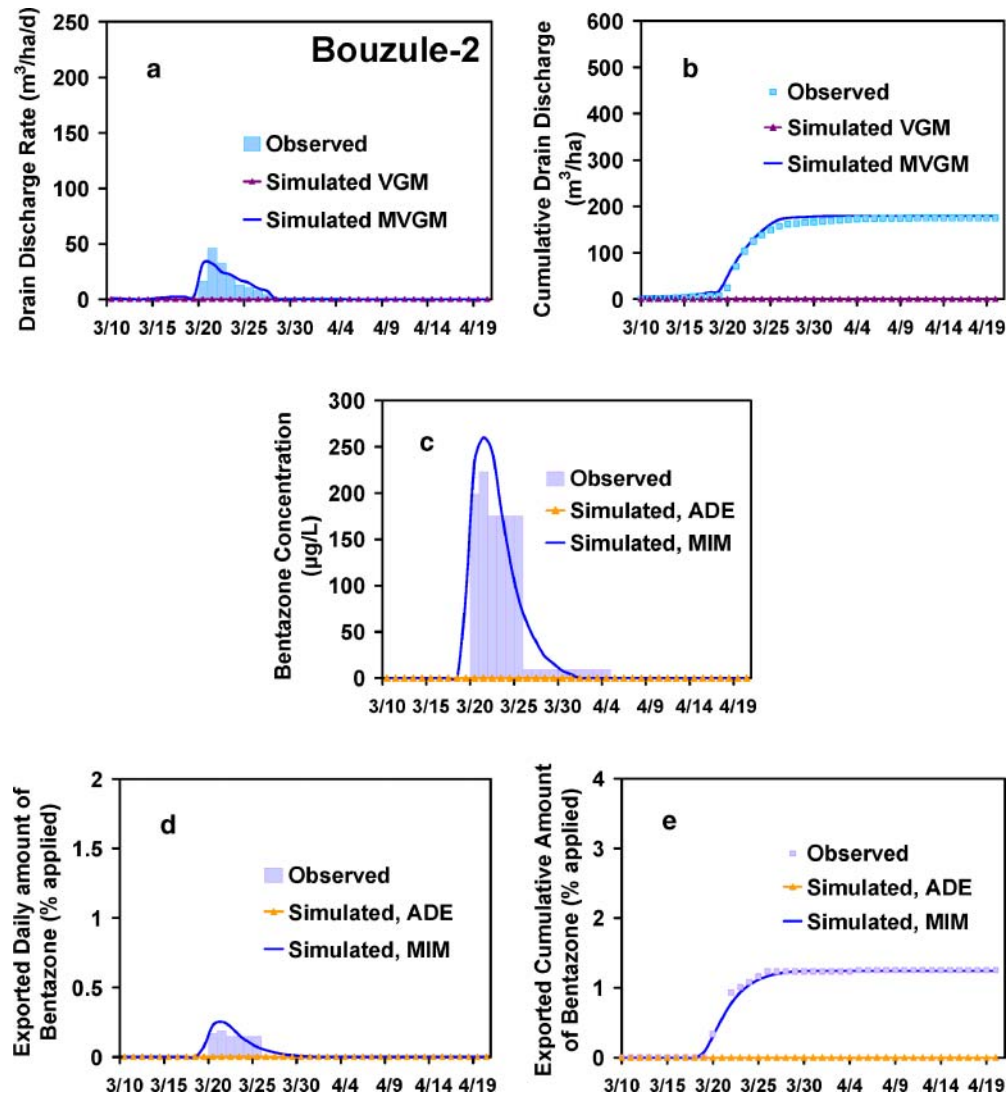 Bouzule-2
a
Drain Discharge Rate (m³/ha/d)
250
200
150
100
50
0
Observed
Simulated VGM
Simulated MVGM
3/10 3/15 3/20 3/25 3/30 4/4 4/9 4/14 4/19
b
Cumulative Drain Discharge
(m³/ha)
600
500
400
300
200
100
0
Observed
Simulated VGM
Simulated MVGM
3/10 3/15 3/20 3/25 3/30 4/4 4/9 4/14 4/19
c
Bentazone Concentration
(µg/L)
300
250
200
150
100
50
0
Observed
Simulated, ADE
Simulated, MIM
3/10 3/15 3/20 3/25 3/30 4/4 4/9 4/14 4/19
d
Exported Daily amount of
Bentazone (% applied)
2
1.5
1
0.5
0
Observed
Simulated, ADE
Simulated, MIM
3/10 3/15 3/20 3/25 3/30 4/4 4/9 4/14 4/19
e
Exported Cumulative Amount
of Bentazone (% applied)
4
3
2
1
0
Observed
Simulated, ADE
Simulated, MIM
3/10 3/15 3/20 3/25 3/30 4/4 4/9 4/14 4/19